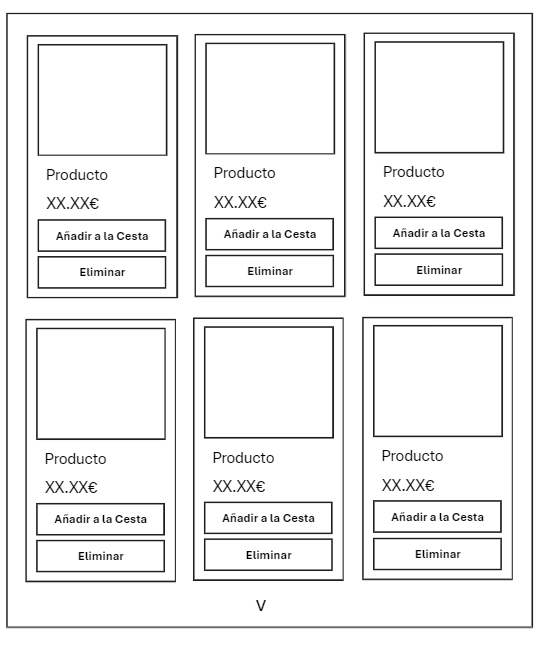 Producto
XX.XX€
Añadir a la Cesta
Eliminar
Producto
XX.XX€
Añadir a la Cesta
Eliminar
Producto
XX.XX€
Añadir a la Cesta
Eliminar
Producto
XX.XX€
Añadir a la Cesta
Eliminar
Producto
XX.XX€
Añadir a la Cesta
Eliminar
Producto
XX.XX€
Añadir a la Cesta
Eliminar
V